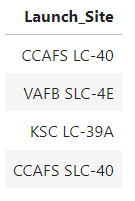 Launch_Site
CCAFS LC-40
VAFB SLC-4E
KSC LC-39A
CCAFS SLC-40